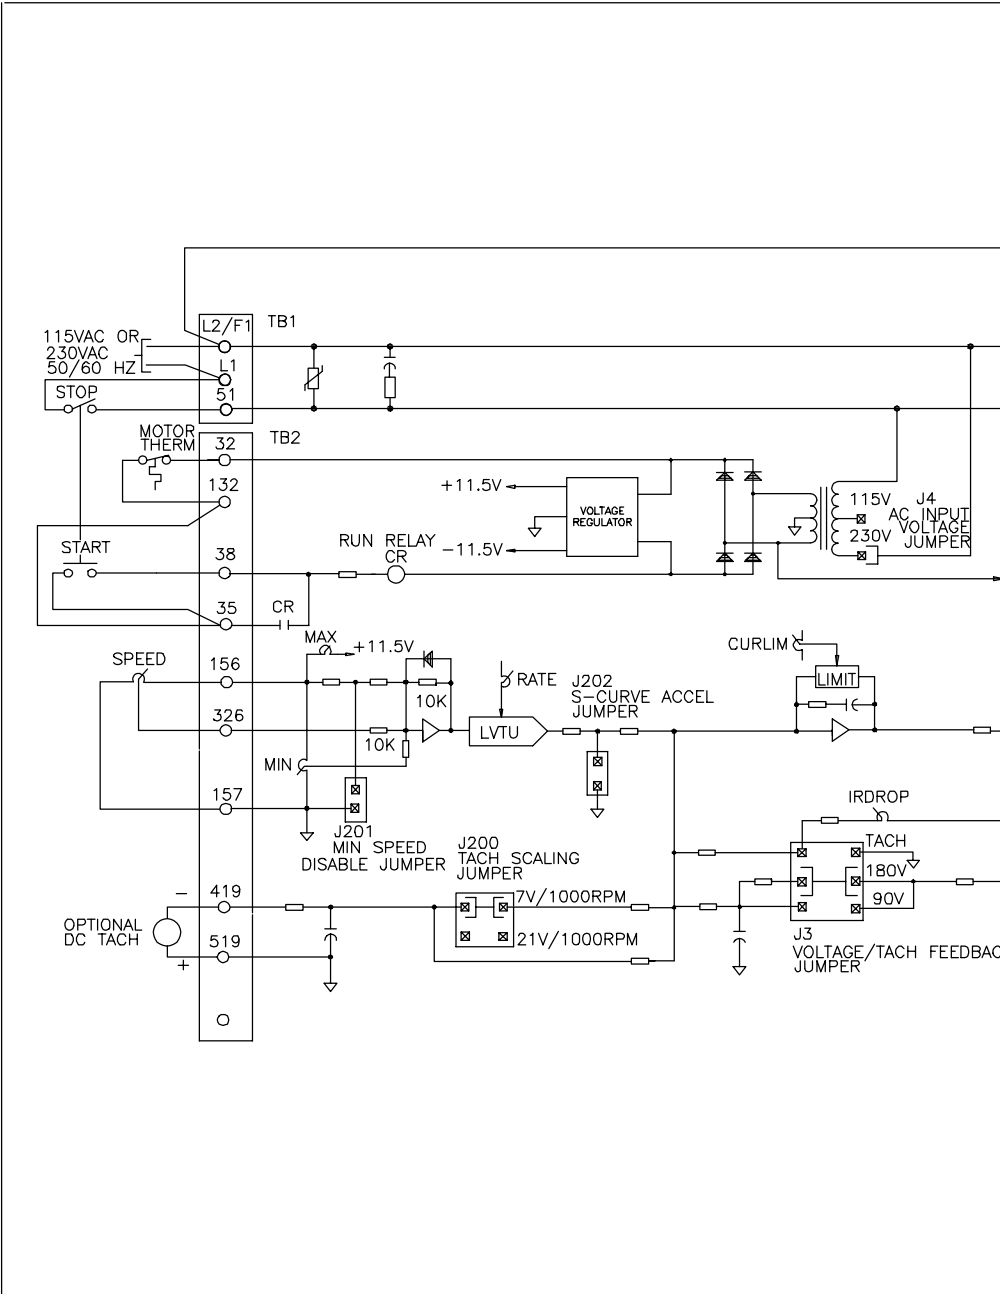 L2/F1
TB1
115VAC OR
230VAC
50/60 HZ
L1
51
STOP
MOTOR
THERM
32
TB2
132
+11.5V
-11.5V
VOLTAGE
REGULATOR
115V
230V
J4
AC INPUT
VOLTAGE
JUMPER
START
38
RUN RELAY
CR
35
CR
MAX
+11.5V
SPEED
156
10K
326
10K
MIN
157
RATE
LVTU
J202
S-CURVE ACCEL
JUMPER
CURLIM
LIMIT
J201
MIN SPEED
DISABLE JUMPER
J200
TACH SCALING
JUMPER
7V/1000RPM
21V/1000RPM
IRDROP
TACH
180V
90V
J3
VOLTAGE/TACH FEEDBAC
JUMPER
-
419
OPTIONAL
DC TACH
519
+